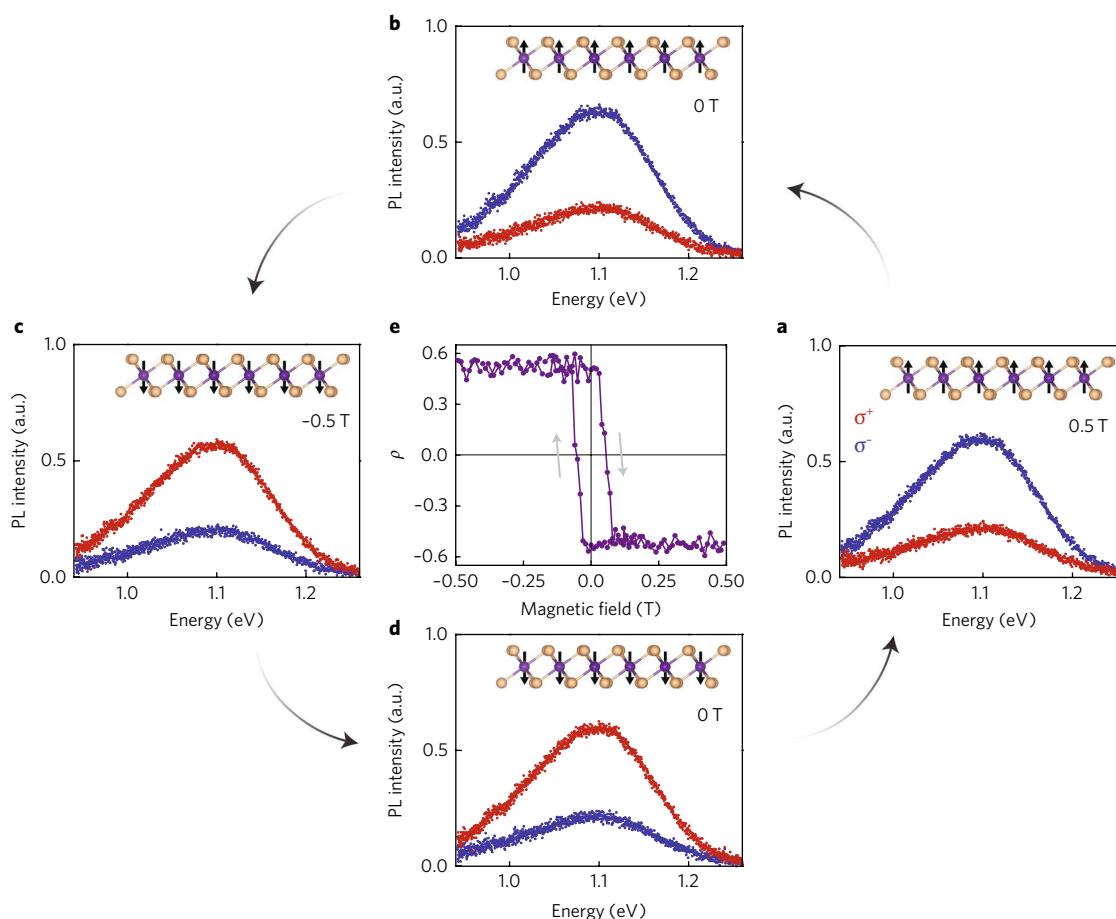 b
1.0
0.5
0.0
PL intensity (a.u.)
0 T
1.0
1.1
1.2
Energy (eV)
c
1.0
0.5
0.0
PL intensity (a.u.)
−0.5 T
1.0
1.1
1.2
Energy (eV)
e
0.6
0.3
0.0
−0.3
−0.6
ρ
−0.50
−0.25
0.0
0.25
0.50
Magnetic field (T)
a
1.0
0.5
0.0
PL intensity (a.u.)
σ+
σ-
0.5 T
1.0
1.1
1.2
Energy (eV)
d
1.0
0.5
0.0
PL intensity (a.u.)
0 T
1.0
1.1
1.2
Energy (eV)